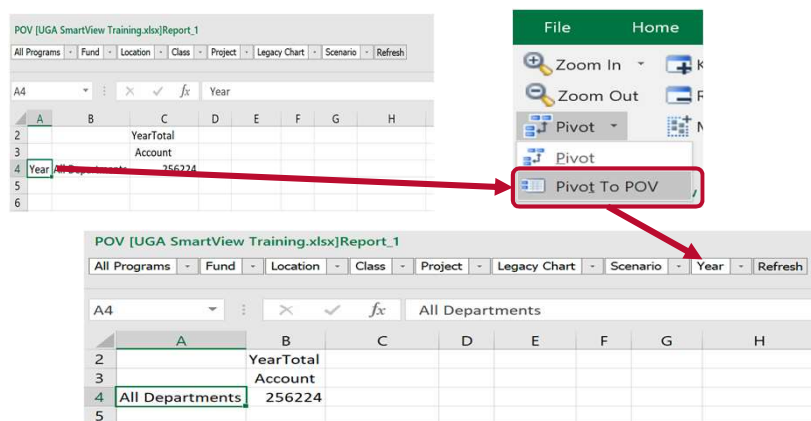 POV [UGA SmartView Training.xlsx]Report_1
All Programs Fund Location Class Project Legacy Chart Scenario Refresh
A4 fx Year
A B C D E F G H
2 YearTotal
3 Account
4 Year All Departments 256224
5
6
File Home
Zoom In K
Zoom Out F
Pivot N
Pivot
Pivot To POV
POV [UGA SmartView Training.xlsx]Report_1
All Programs Fund Location Class Project Legacy Chart Scenario Year Refresh
A4 fx All Departments
A B C D E F G H
2 YearTotal
3 Account
4 All Departments 256224
5